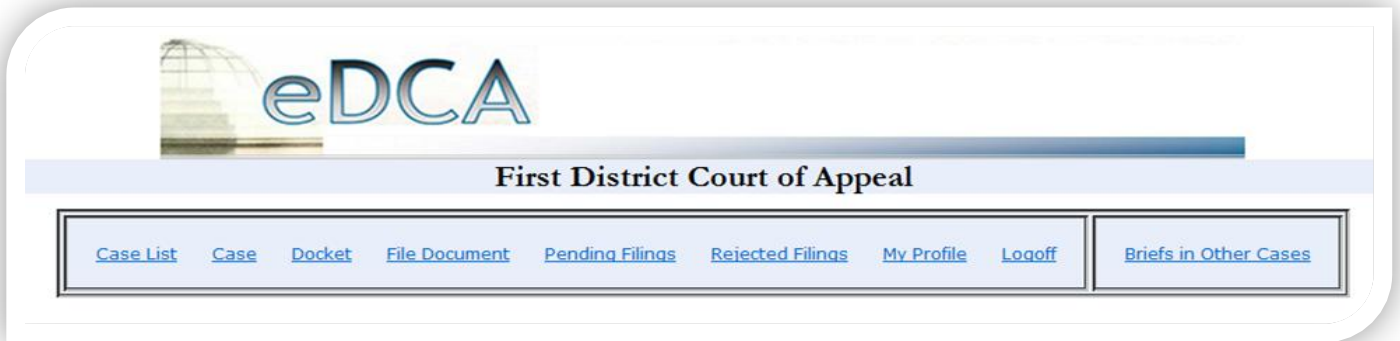 eDCA
First District Court of Appeal
Case List Case Docket File Document Pending Filings Rejected Filings My Profile Logoff Briefs in Other Cases